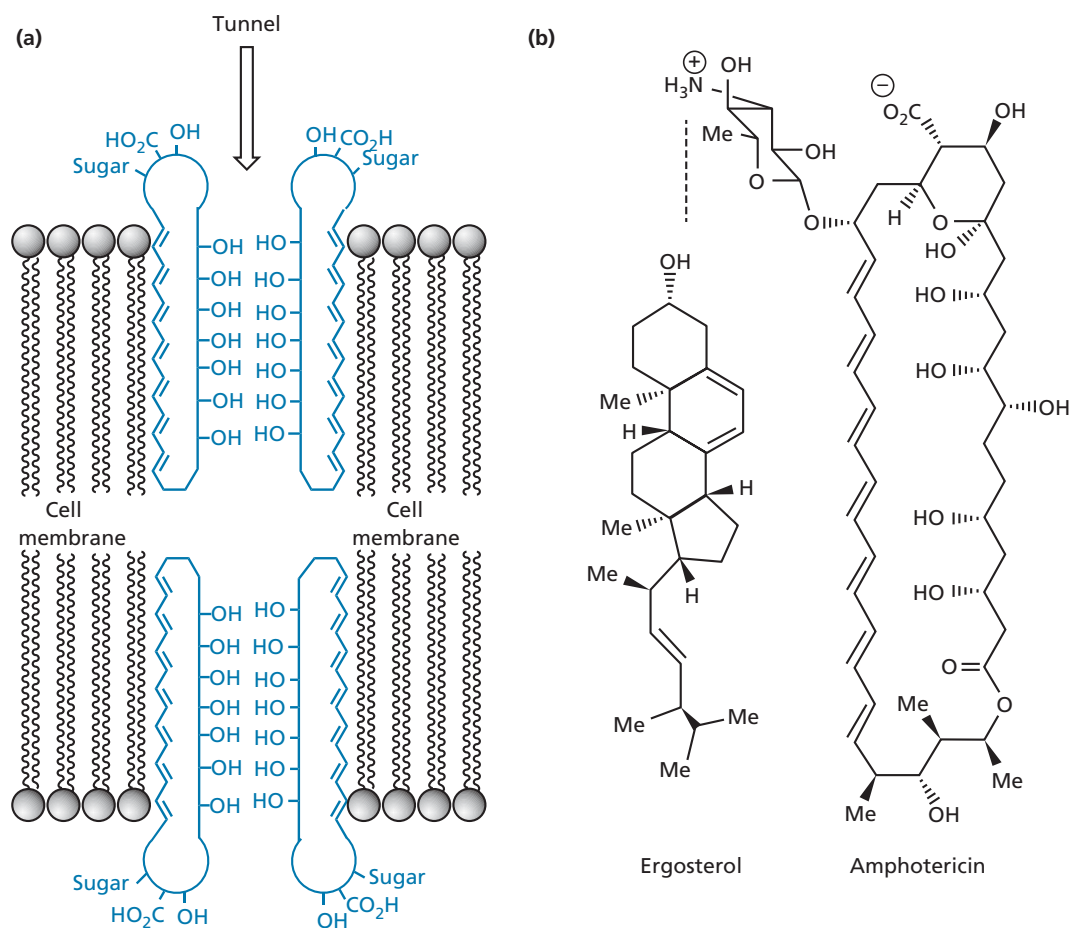 Tunnel
(a)
HO2C OH
Sugar
OH CO2H
Sugar
OH HO
OH HO
OH HO
OH HO
OH HO
OH HO
OH HO
Cell
membrane
Cell
membrane
OH HO
OH HO
OH HO
OH HO
OH HO
OH HO
OH HO
Sugar
HO2C OH
Sugar
OH CO2H
(b)
+
OH
H3N
Me
OH
O
O
−
O2C
OH
H
O
HO
HO
HO
OH
HO
HO
O
O
Me
Me
Me
OH
OH
Me
H
H
Me
Me
H
Me
Me
Me
Ergosterol
Amphotericin